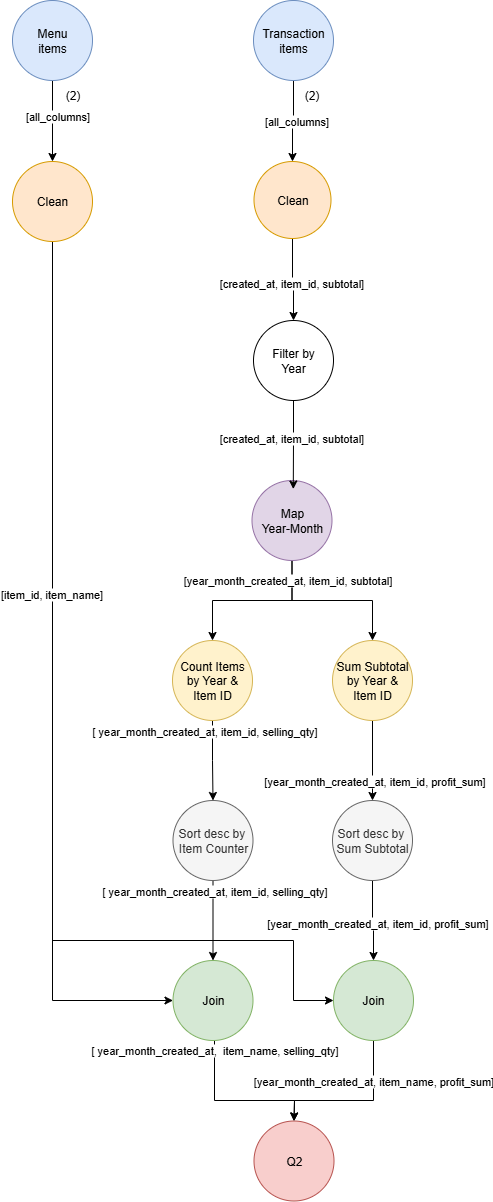 Menu
items
Transaction
items
(2)
(2)
[all_columns]
[all_columns]
Clean
Clean
[created_at, item_id, subtotal]
Filter by
Year
[created_at, item_id, subtotal]
Map
Year-Month
[year_month_created_at, item_id, subtotal]
[item_id, item_name]
Count Items
by Year &
Item ID
Sum Subtotal
by Year &
Item ID
[ year_month_created_at, item_id, selling_qty]
[year_month_created_at, item_id, profit_sum]
Sort desc by
Item Counter
Sort desc by
Sum Subtotal
[ year_month_created_at, item_id, selling_qty]
[year_month_created_at, item_id, profit_sum]
Join
Join
[ year_month_created_at,  item_name, selling_qty]
[year_month_created_at, item_name, profit_sum]
Q2